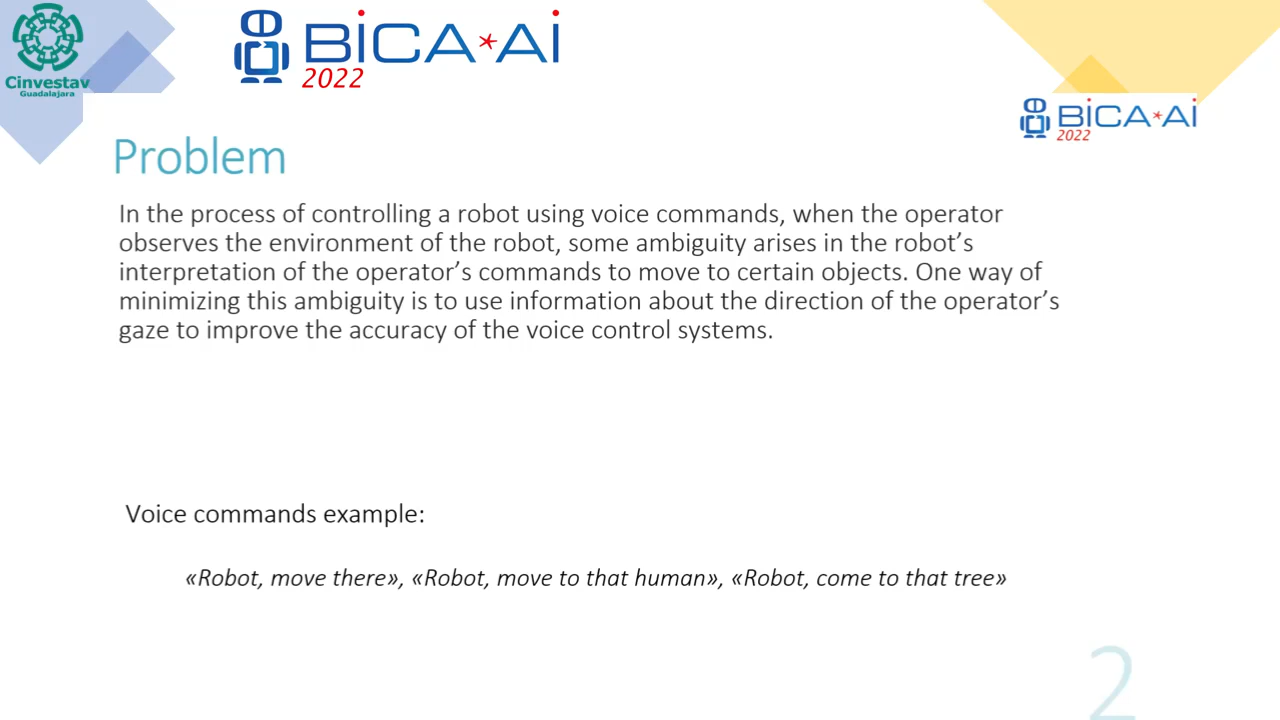 Cinvestav
Guadalajara
BiCA*Ai
2022
BiCA*Ai
2022
Problem
In the process of controlling a robot using voice commands, when the operator
observes the environment of the robot, some ambiguity arises in the robot’s
interpretation of the operator’s commands to move to certain objects. One way of
minimizing this ambiguity is to use information about the direction of the operator’s
gaze to improve the accuracy of the voice control systems.
Voice commands example:
«Robot, move there», «Robot, move to that human», «Robot, come to that tree»
2